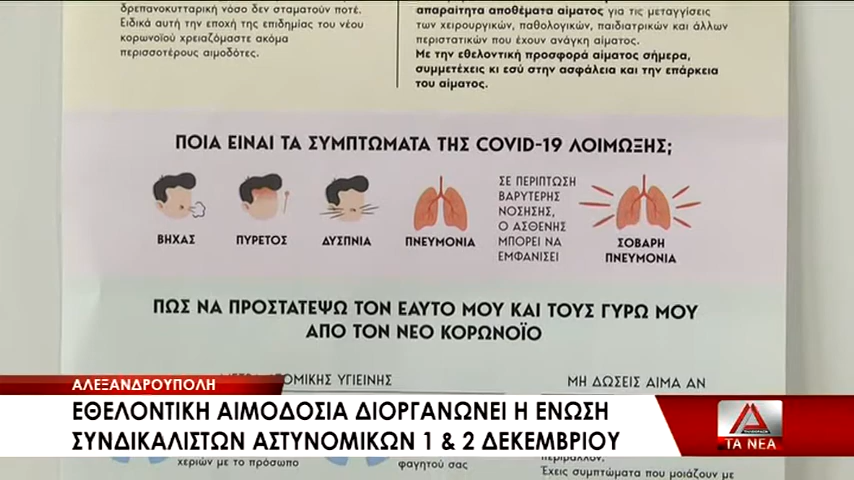 δρεπανοκυτταρική νόσο δεν σταματούν ποτέ.
Ειδικά αυτή την εποχή της επιδημίας του νέου
κορωνοϊού χρειαζόμαστε ακόμα
περισσότερους αιμοδότες.
απαραίτητα αποθέματα αίματος για τις μεταγγίσεις
των χειρουργικών, παθολογικών, παιδιατρικών και άλλων
περιστατικών που έχουν ανάγκη αίματος.
Με την εθελοντική προσφορά αίματος σήμερα,
συμμετέχεις κι εσύ στην ασφάλεια και την επάρκεια
του αίματος.
ΠΟΙΑ ΕΙΝΑΙ ΤΑ ΣΥΜΠΤΩΜΑΤΑ ΤΗΣ COVID-19 ΛΟΙΜΩΞΗΣ;
ΒΗΧΑΣ
ΠΥΡΕΤΟΣ
ΔΥΣΠΝΙΑ
ΠΝΕΥΜΟΝΙΑ
ΣΕ ΠΕΡΙΠΤΩΣΗ
ΒΑΡΥΤΕΡΗΣ
ΝΟΣΗΣΗΣ,
Ο ΑΣΘΕΝΗΣ
ΜΠΟΡΕΙ ΝΑ
ΕΜΦΑΝΙΣΕΙ
ΣΟΒΑΡΗ
ΠΝΕΥΜΟΝΙΑ
ΠΩΣ ΝΑ ΠΡΟΣΤΑΤΕΨΩ ΤΟΝ ΕΑΥΤΟ ΜΟΥ ΚΑΙ ΤΟΥΣ ΓΥΡΩ ΜΟΥ
ΑΠΟ ΤΟΝ ΝΕΟ ΚΟΡΩΝΟΪΟ
ΥΓΙΕΙΝΗΣ
ΜΗ ΔΩΣΕΙΣ ΑΙΜΑ ΑΝ
ΑΛΕΞΑΝΔΡΟΥΠΟΛΗ
ΕΘΕΛΟΝΤΙΚΗ ΑΙΜΟΔΟΣΙΑ ΔΙΟΡΓΑΝΩΝΕΙ Η ΕΝΩΣΗ
ΣΥΝΔΙΚΑΛΙΣΤΩΝ ΑΣΤΥΝΟΜΙΚΩΝ 1 & 2 ΔΕΚΕΜΒΡΙΟΥ
ΤΑ ΝΕΑ
χεριών με το πρόσωπο
φαγητού σας
Έχεις συμπτώματα που μοιάζουν με